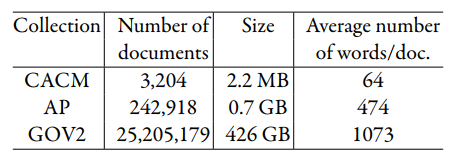 Collection Number of Size Average number
documents of words/doc.
CACM 3,204 2.2 MB 64
AP 242,918 0.7 GB 474
GOV2 25,205,179 426 GB 1073